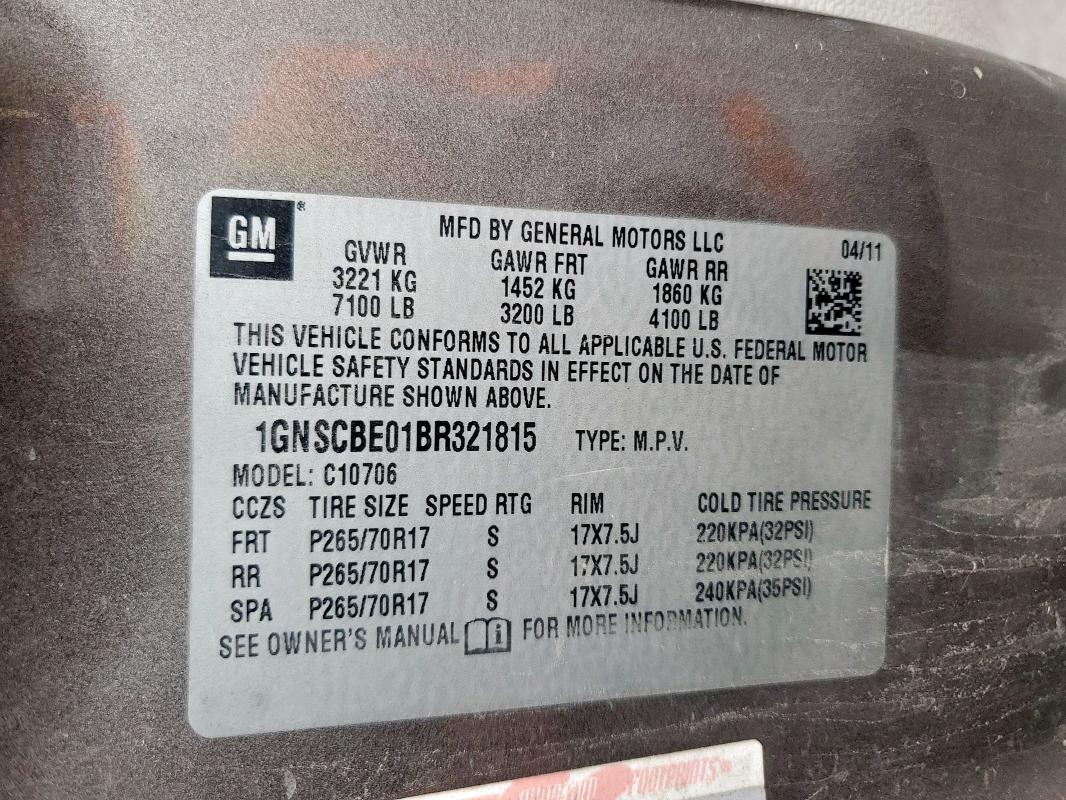 GM®
MFD BY GENERAL MOTORS LLC 04/11
GVWR GAWR FRT GAWR RR
3221 KG 1452 KG 1860 KG
7100 LB 3200 LB 4100 LB
THIS VEHICLE CONFORMS TO ALL APPLICABLE U.S. FEDERAL MOTOR
VEHICLE SAFETY STANDARDS IN EFFECT ON THE DATE OF
MANUFACTURE SHOWN ABOVE.
1GNSCBE01BR321815 TYPE: M.P.V.
MODEL: C10706
CCZS TIRE SIZE SPEED RTG RIM COLD TIRE PRESSURE
FRT P265/70R17 S 17X7.5J 220KPA(32PSI)
RR P265/70R17 S 17X7.5J 220KPA(32PSI)
SPA P265/70R17 S 17X7.5J 240KPA(35PSI)
SEE OWNER'S MANUAL FOR MORE INFORMATION.
FOOTPRINTS